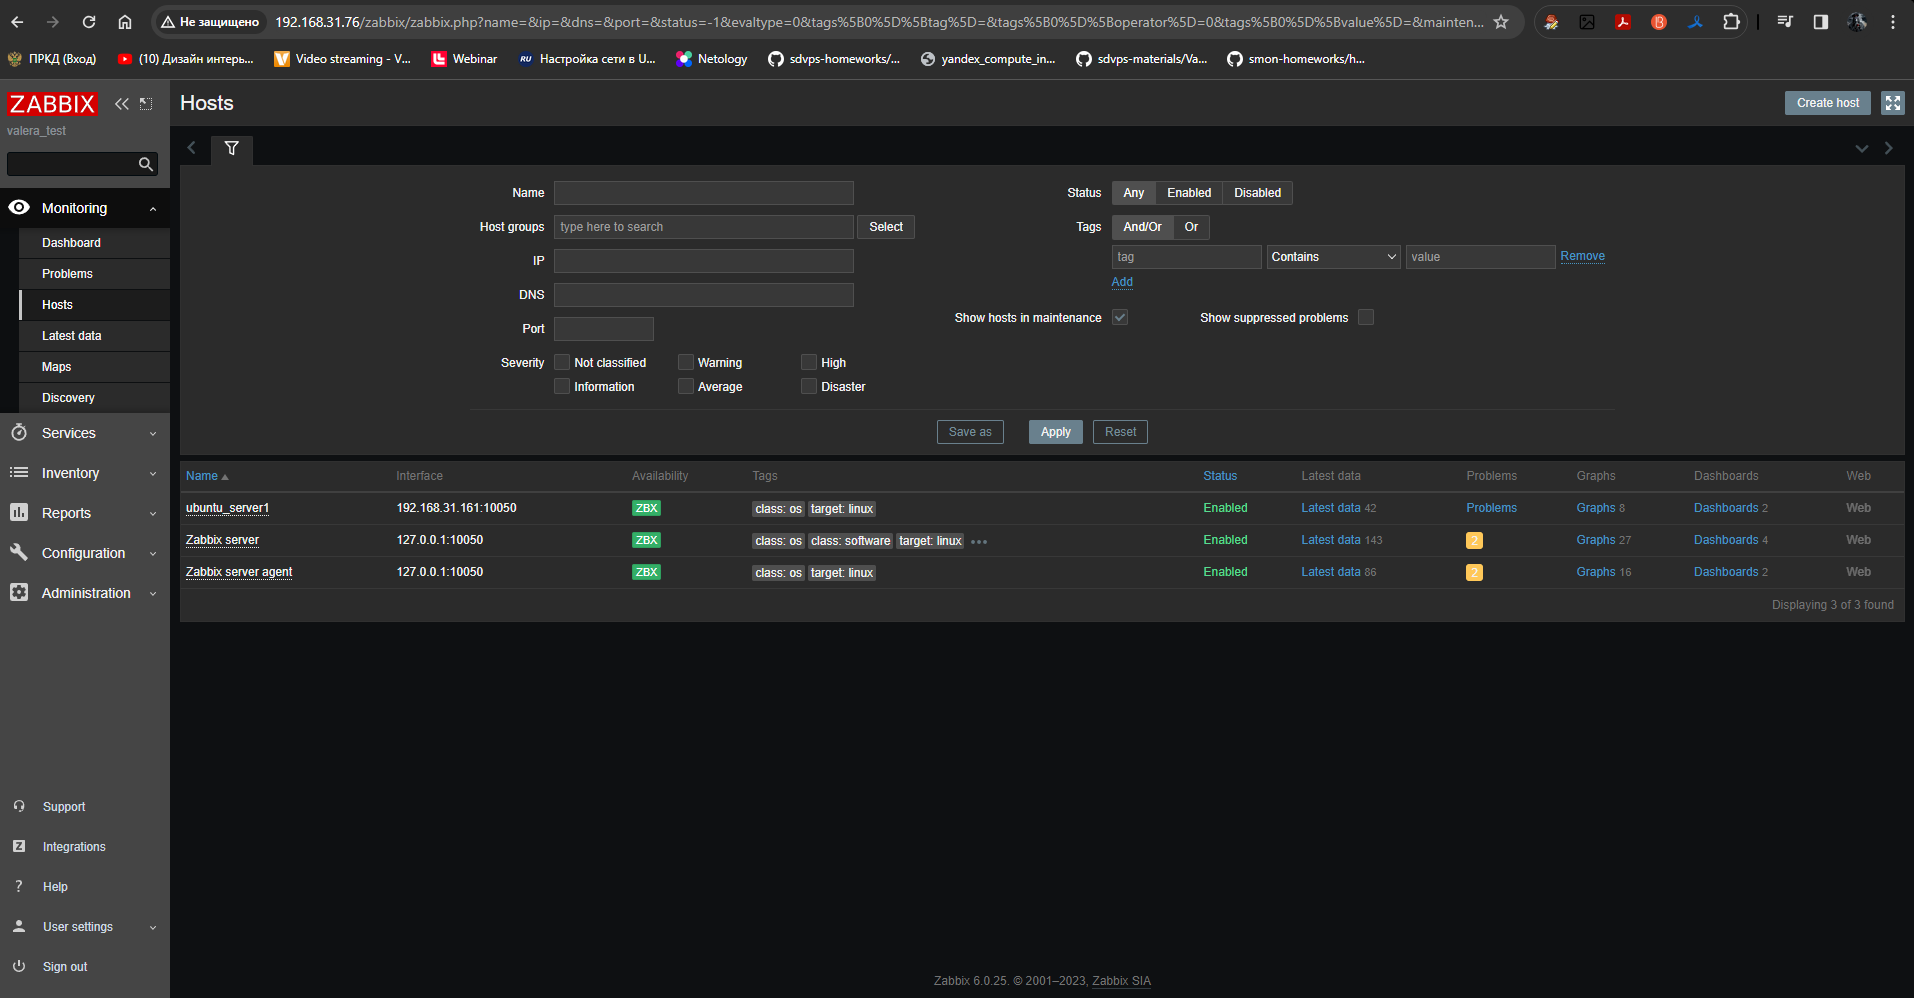 Не защищено 192.168.31.76/zabbix/zabbix.php?name=&ip=&dns=&port=&status=-1&evaltype=0&tags%5B0%5D%5Btag%5D=&tags%5B0%5D%5Boperator%5D=0&tags%5B0%5D%5Bvalue%5D=&mainten...
ПРКД (Вход) (10) Дизайн интерь... Video streaming - V... Webinar RU Настройка сети в U... Netology sdvps-homeworks/... yandex_compute_in... sdvps-materials/Va... smon-homeworks/h...
ZABBIX
valera_test
Monitoring
Dashboard
Problems
Hosts
Latest data
Maps
Discovery
Services
Inventory
Reports
Configuration
Administration
Support
Integrations
Help
User settings
Sign out
Hosts
Create host
Name
Host groups type here to search Select
IP
DNS
Port
Severity Not classified Warning High
Information Average Disaster
Status Any Enabled Disabled
Tags And/Or Or
tag Contains value Remove
Add
Show hosts in maintenance Show suppressed problems
Save as Apply Reset
Name Interface Availability Tags Status Latest data Problems Graphs Dashboards Web
ubuntu_server1 192.168.31.161:10050 ZBX class: os target: linux Enabled Latest data 42 Problems Graphs 8 Dashboards 2 Web
Zabbix server 127.0.0.1:10050 ZBX class: os class: software target: linux Enabled Latest data 143 2 Graphs 27 Dashboards 4 Web
Zabbix server agent 127.0.0.1:10050 ZBX class: os target: linux Enabled Latest data 86 2 Graphs 16 Dashboards 2 Web
Displaying 3 of 3 found
Zabbix 6.0.25. © 2001–2023, Zabbix SIA